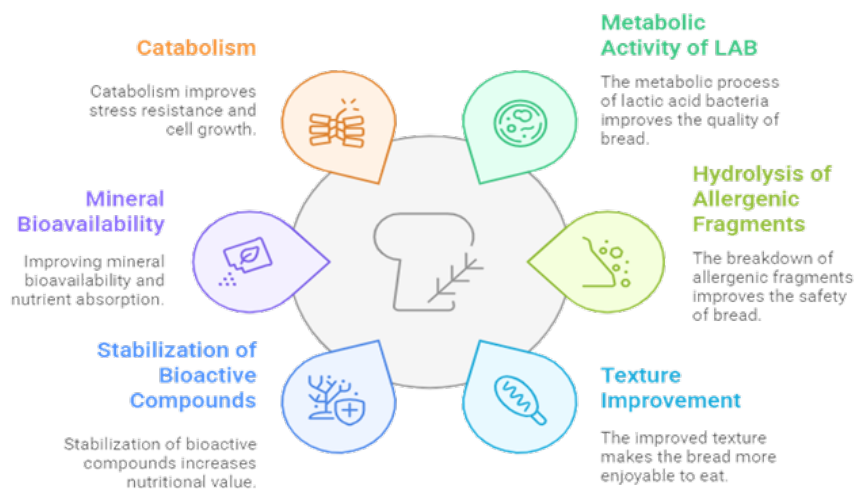 Catabolism
Catabolism improves
stress resistance and
cell growth.
Metabolic
Activity of LAB
The metabolic process
of lactic acid bacteria
improves the quality of
bread.
Mineral
Bioavailability
Improving mineral
bioavailability and
nutrient absorption.
Hydrolysis of
Allergenic
Fragments
The breakdown of
allergenic fragments
improves the safety
of bread.
Stabilization of
Bioactive
Compounds
Stabilization of bioactive
compounds increases
nutritional value.
Texture
Improvement
The improved texture
makes the bread more
enjoyable to eat.